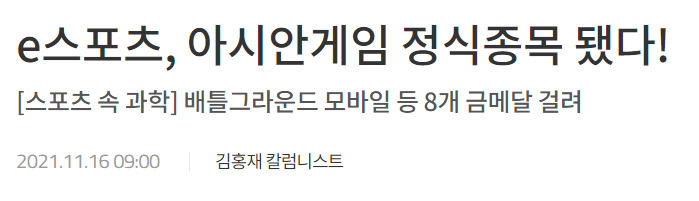 e스포츠, 아시안게임 정식종목 됐다!
[스포츠 속 과학] 배틀그라운드 모바일 등 8개 금메달 걸려
2021.11.16 09:00 김홍재 칼럼니스트